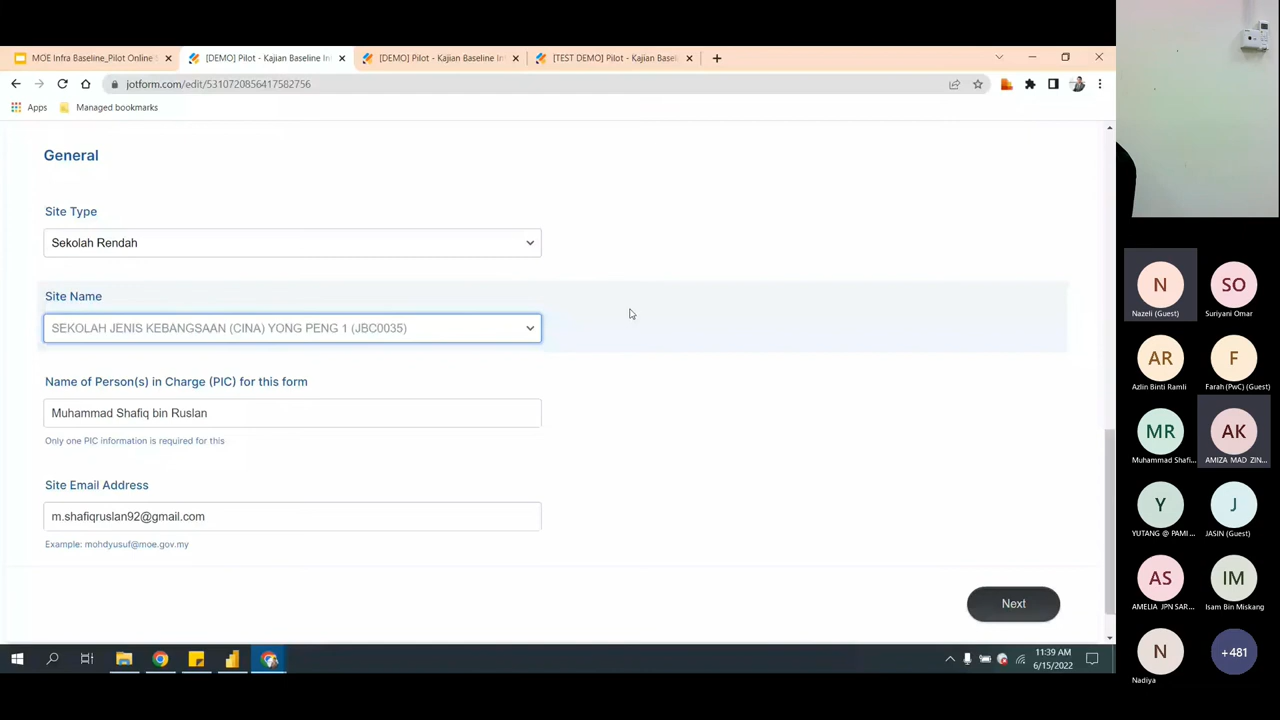 MOE Infra Baseline_Pilot Online
[DEMO] Pilot - Kajian Baseline In
[DEMO] Pilot - Kajian Baseline In
[TEST DEMO] Pilot - Kajian Basel
jotform.com/edit/5310720856417582756
Apps
Managed bookmarks
General
Site Type
Sekolah Rendah
Site Name
SEKOLAH JENIS KEBANGSAAN (CINA) YONG PENG 1 (JBC0035)
Name of Person(s) in Charge (PIC) for this form
Muhammad Shafiq bin Ruslan
Only one PIC information is required for this
Site Email Address
m.shafiqruslan92@gmail.com
Example: mohdyusuf@moe.gov.my
Next
11:39 AM
6/15/2022
N
Nazeli (Guest)
SO
Suriyani Omar
AR
Azlin Binti Ramli
F
Farah (PwC) (Guest)
MR
Muhammad Shafi...
AK
AMIZA MAD ZIN...
Y
YUTANG @ PAMI ...
J
JASIN (Guest)
AS
AMELIA JPN SAR...
IM
Isam Bin Miskang
N
Nadiya
+481